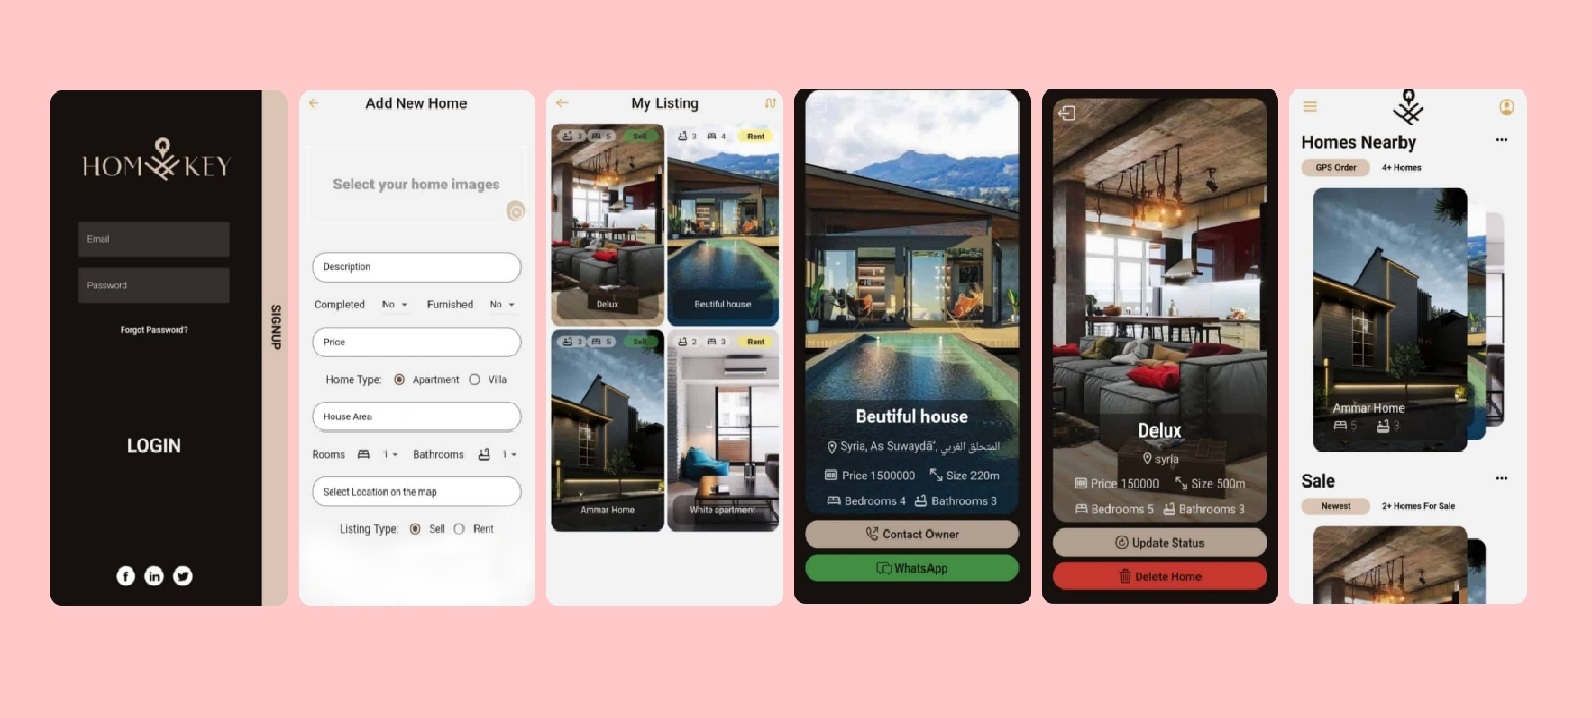 HOM KEY
Email
Password
Forgot Password?
LOGIN
SIGNUP
Add New Home
Select your home images
Description
Completed No Furnished No
Price
Home Type: Apartment Villa
House Area
Rooms 1 Bathrooms 1
Select Location on the map
Listing Type: Sell Rent
My Listing
3 5 Sell
3 4 Rent
Delux
Beutiful house
3 5 Sell
2 3 Rent
Ammar Home
White apartment
Beutiful house
Syria, As Suwaydā', المتحلق الغربي
Price 1500000 Size 220m
Bedrooms 4 Bathrooms 3
Contact Owner
WhatsApp
Delux
syria
Price 150000 Size 500m
Bedrooms 5 Bathrooms 3
Update Status
Delete Home
Homes Nearby
GPS Order 4+ Homes
Ammar Home
5 3
Sale
Newest 2+ Homes For Sale